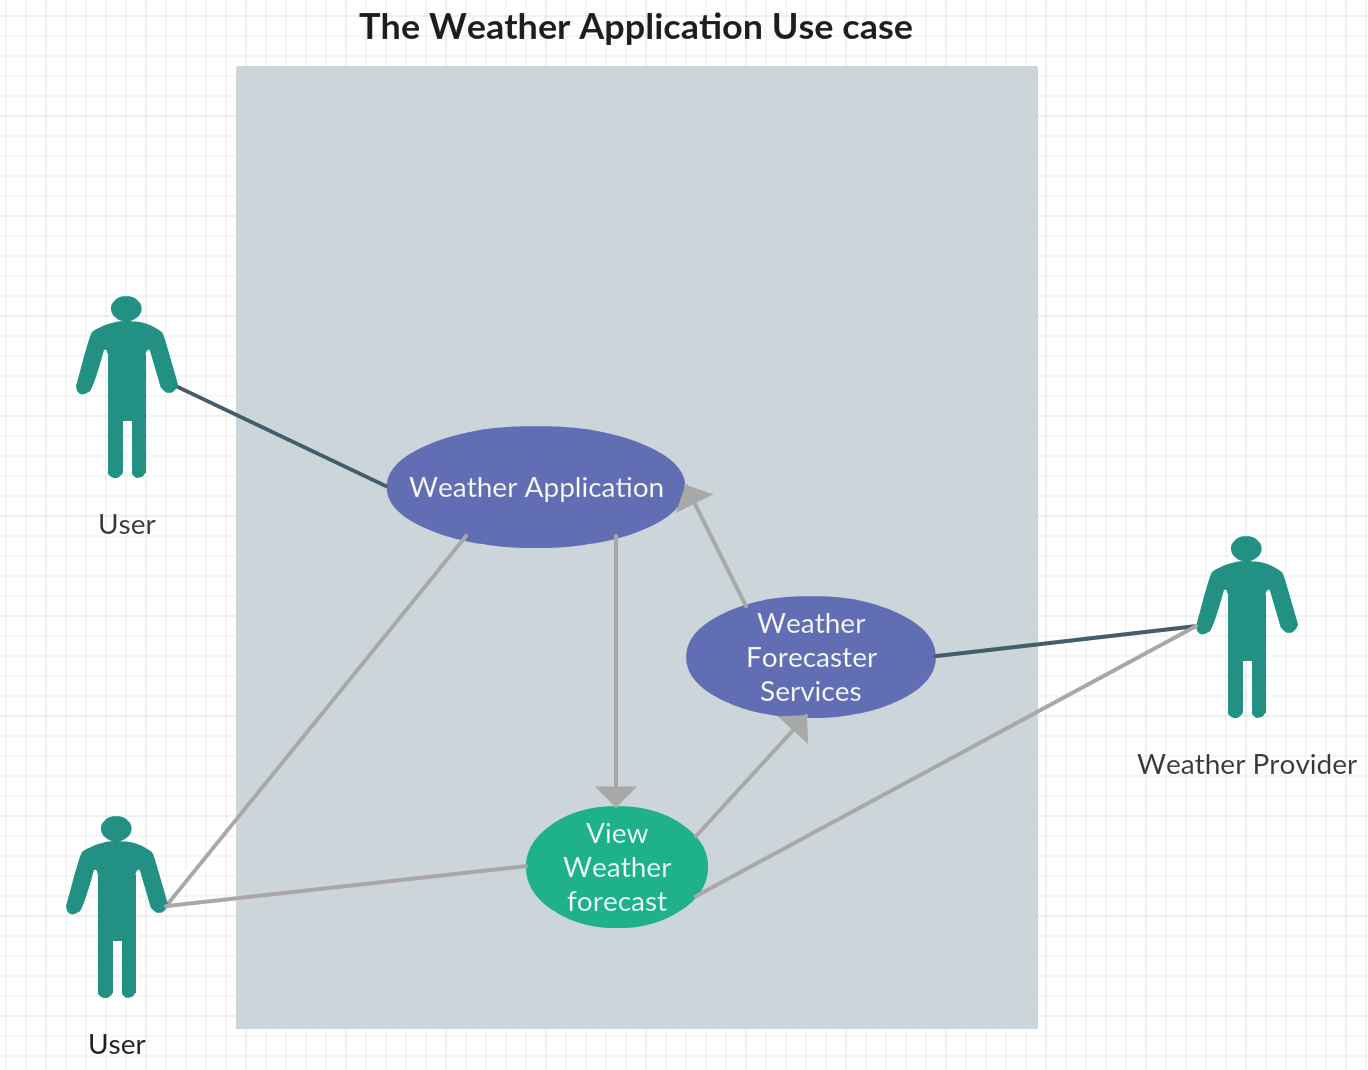 The Weather Application Use case
User
Weather Application
Weather
Forecaster
Services
Weather Provider
View
Weather
forecast
User